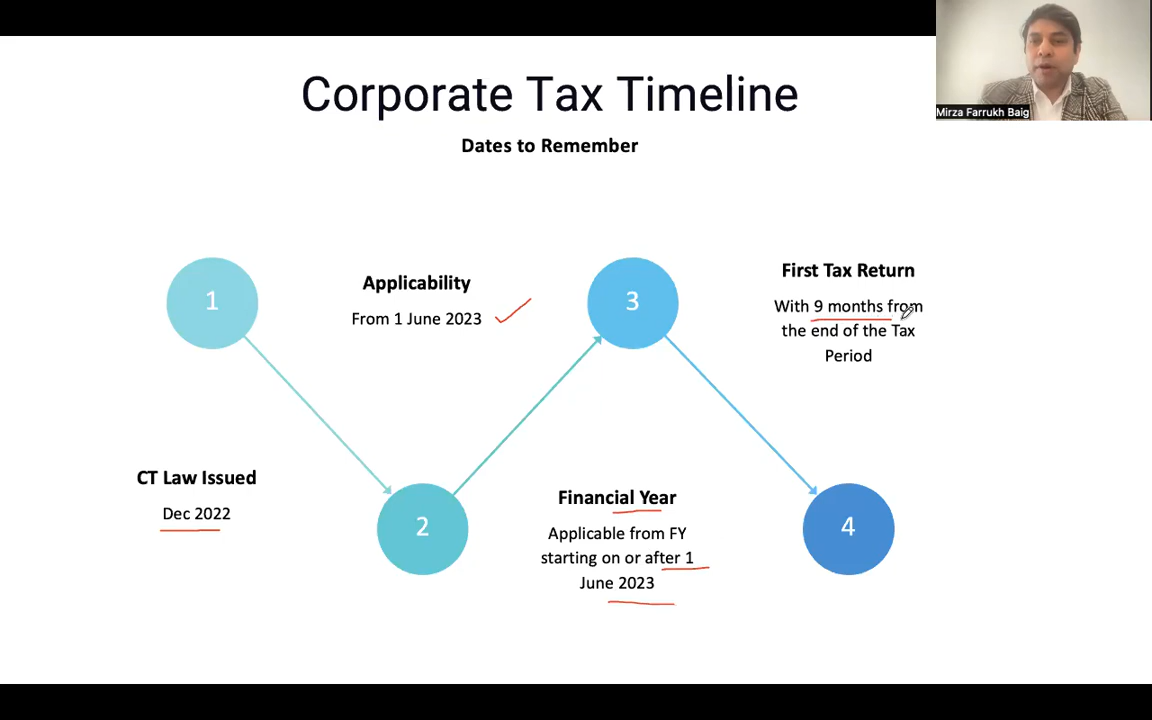 Corporate Tax Timeline
Dates to Remember
Mirza Farrukh Baig
1
CT Law Issued
Dec 2022
2
Applicability
From 1 June 2023
3
Financial Year
Applicable from FY
starting on or after 1
June 2023
4
First Tax Return
With 9 months from
the end of the Tax
Period